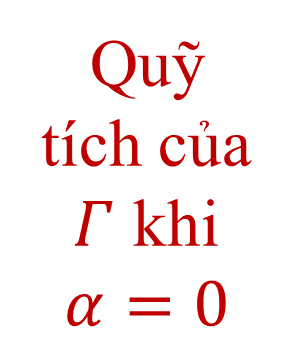 Quỹ
tích của
Γ khi
α = 0